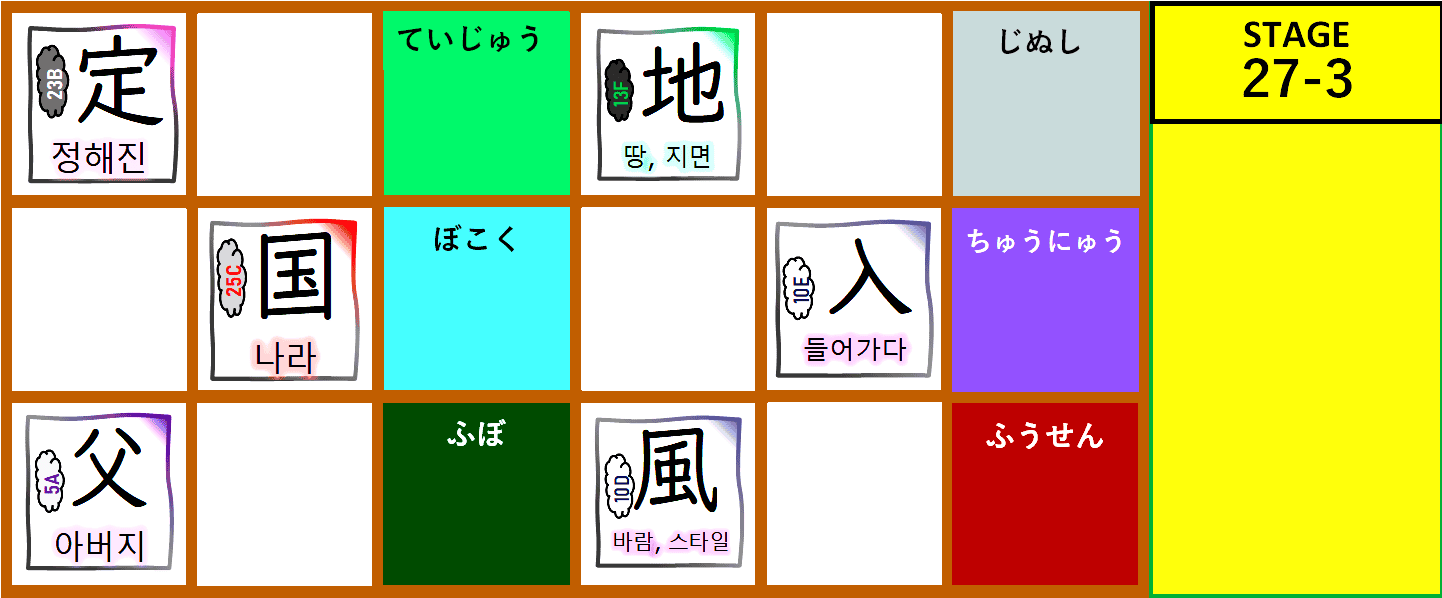 23B
定
정해진
ていじゅう
13F
地
땅, 지면
じぬし
STAGE
27-3
25C
国
나라
ぼこく
10E
入
들어가다
ちゅうにゅう
5A
父
아버지
ふぼ
10D
風
바람, 스타일
ふうせん